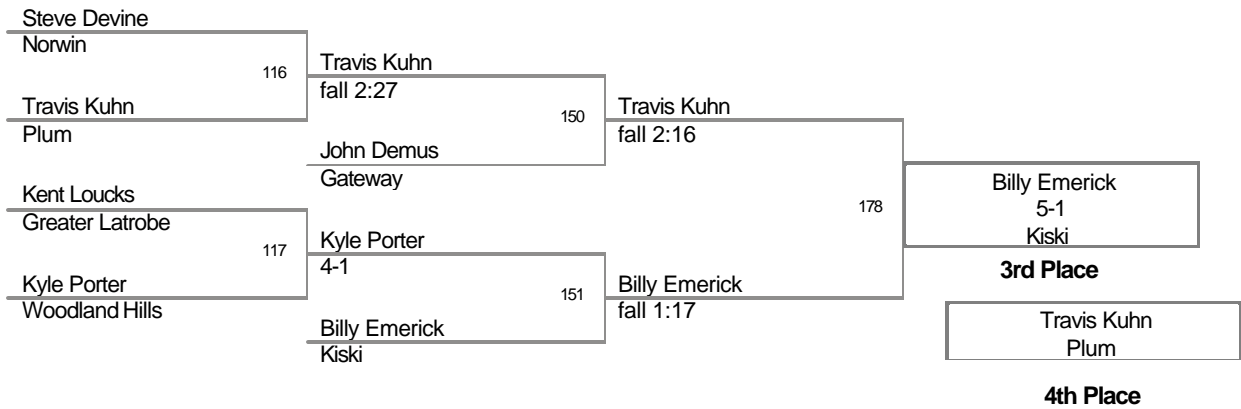 Steve Devine
Norwin
116
Travis Kuhn
fall 2:27
Travis Kuhn
Plum
150
Travis Kuhn
fall 2:16
John Demus
Gateway
Kent Loucks
Greater Latrobe
178
Billy Emerick
5-1
Kiski
3rd Place
117
Kyle Porter
4-1
Kyle Porter
Woodland Hills
151
Billy Emerick
fall 1:17
Billy Emerick
Kiski
Travis Kuhn
Plum
4th Place